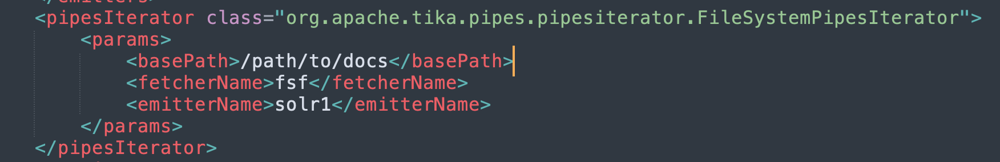 </emitters>
<pipesIterator class="org.apache.tika.pipes.pipesiterator.FileSystemPipesIterator">
<params>
<basePath>/path/to/docs</basePath>
<fetcherName>fsf</fetcherName>
<emitterName>solr1</emitterName>
</params>
</pipesIterator>